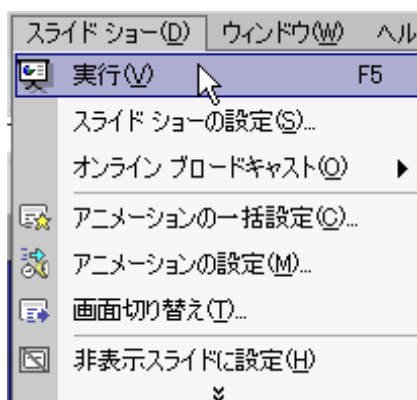 スライド ショー(D) ウィンドウ(W) ヘル
実行(V) F5
スライド ショーの設定(S)...
オンライン ブロードキャスト(O)
アニメーションの一括設定(C)...
アニメーションの設定(M)...
画面切り替え(T)...
非表示スライドに設定(H)